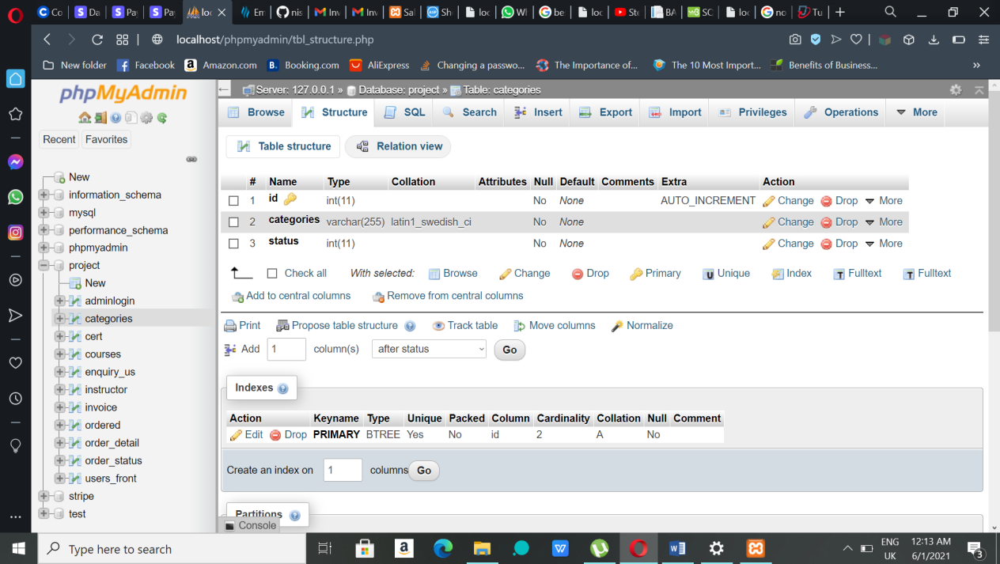 Co Da Pa Pa loc Em nis Inv Inv Sal Sho loc Wh be loc Ste BA SC loc no Tu
localhost/phpmyadmin/tbl_structure.php
New folder Facebook Amazon.com Booking.com AliExpress Changing a passwo... The Importance of... The 10 Most Import... Benefits of Business... »
phpMyAdmin
Recent Favorites
New
information_schema
mysql
performance_schema
phpmyadmin
project
New
adminlogin
categories
cert
courses
enquiry_us
instructor
invoice
ordered
order_detail
order_status
users_front
stripe
test
Server: 127.0.0.1 » Database: project » Table: categories
Browse Structure SQL Search Insert Export Import Privileges Operations More
Table structure Relation view
# Name Type Collation Attributes Null Default Comments Extra Action
1 id int(11) No None AUTO_INCREMENT Change Drop More
2 categories varchar(255) latin1_swedish_ci No None Change Drop More
3 status int(11) No None Change Drop More
Check all With selected: Browse Change Drop Primary Unique Index Fulltext Fulltext
Add to central columns Remove from central columns
Print Propose table structure Track table Move columns Normalize
Add 1 column(s) after status Go
Indexes
Action Keyname Type Unique Packed Column Cardinality Collation Null Comment
Edit Drop PRIMARY BTREE Yes No id 2 A No
Create an index on 1 columns Go
Partitions
Console
Type here to search
ENG
UK
12:13 AM
6/1/2021
3